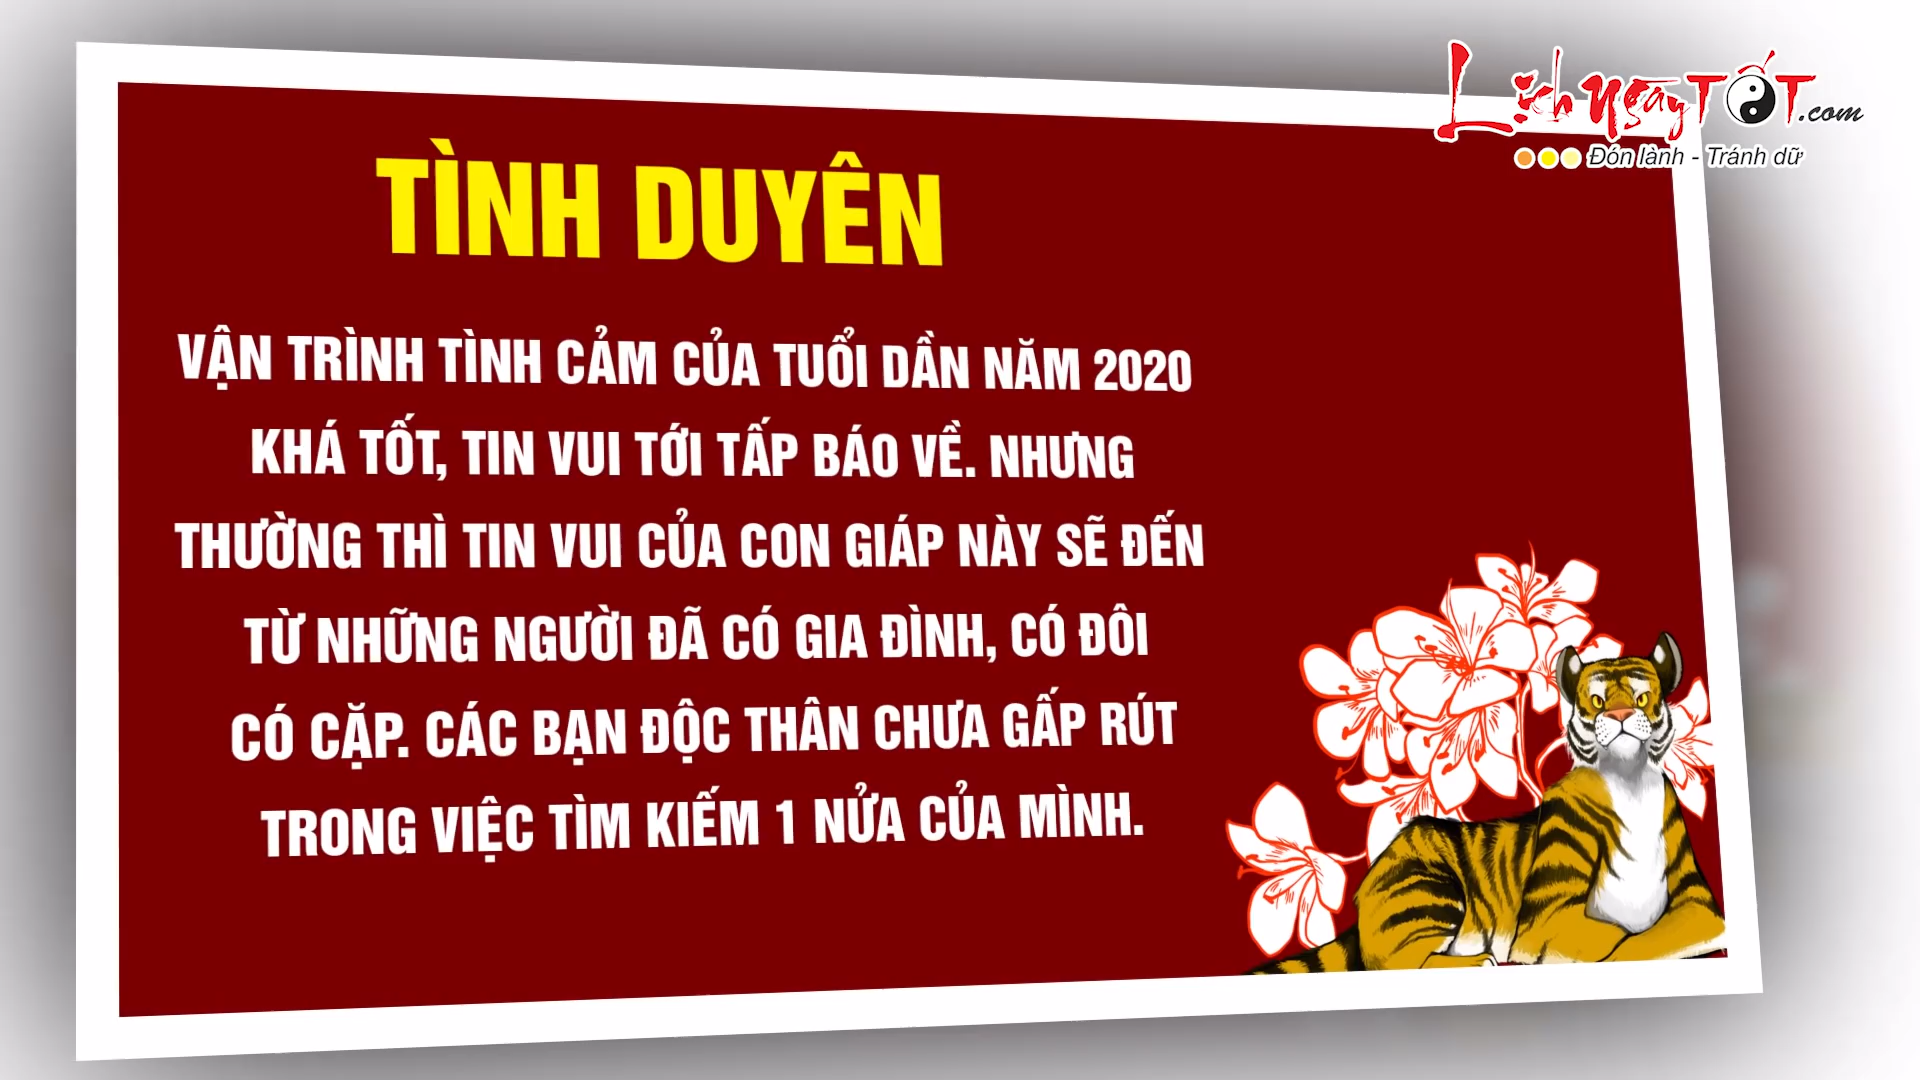 LịchNgàyTỐT.com
Đón lành - Tránh dữ
TÌNH DUYÊN
VẬN TRÌNH TÌNH CẢM CỦA TUỔI DẦN NĂM 2020
KHÁ TỐT, TIN VUI TỚI TẤP BÁO VỀ. NHƯNG
THƯỜNG THÌ TIN VUI CỦA CON GIÁP NÀY SẼ ĐẾN
TỪ NHỮNG NGƯỜI ĐÃ CÓ GIA ĐÌNH, CÓ ĐÔI
CÓ CẶP. CÁC BẠN ĐỘC THÂN CHƯA GẤP RÚT
TRONG VIỆC TÌM KIẾM 1 NỬA CỦA MÌNH.